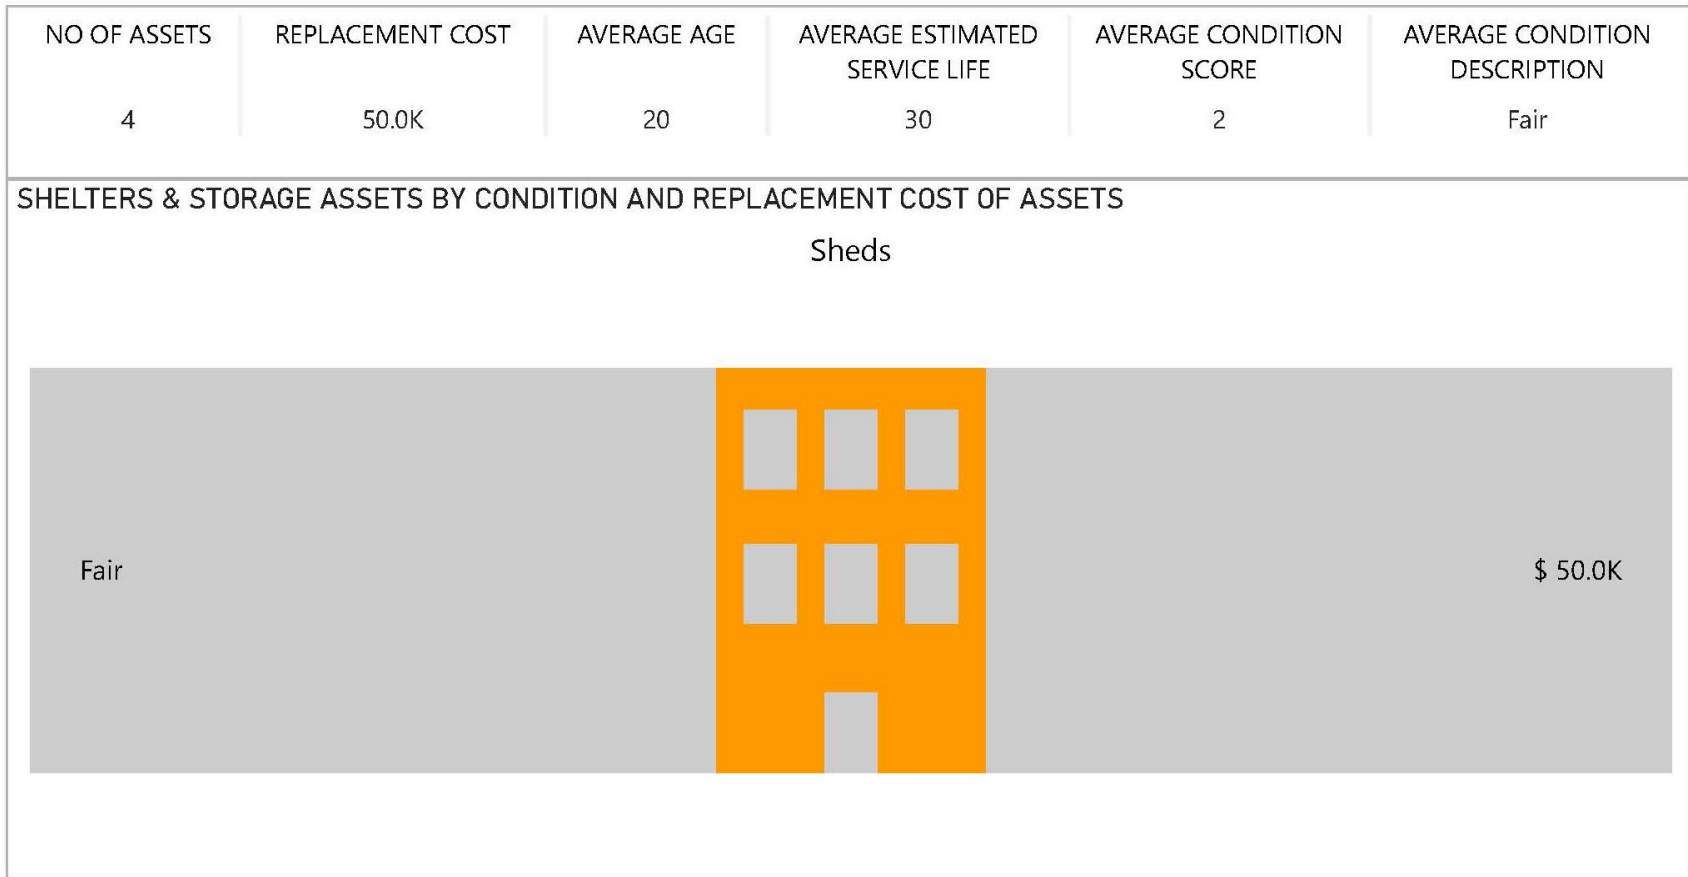 NO OF ASSETS REPLACEMENT COST AVERAGE AGE AVERAGE ESTIMATED SERVICE LIFE AVERAGE CONDITION SCORE AVERAGE CONDITION DESCRIPTION
4 50.0K 20 30 2 Fair
SHELTERS & STORAGE ASSETS BY CONDITION AND REPLACEMENT COST OF ASSETS
Sheds
Fair $ 50.0K